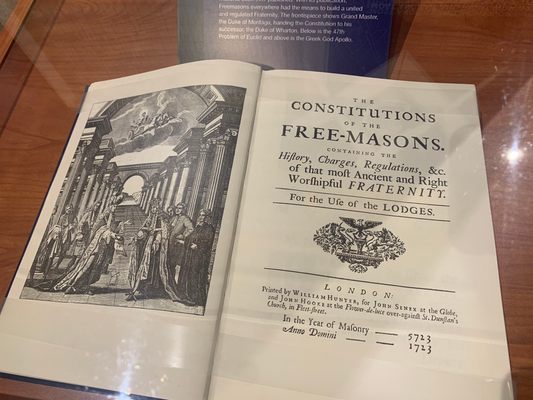 Freemasons everywhere had the means to build a united
and regulated Fraternity. The frontspiece shows Grand Master,
the Duke of Montagu, handing the Constitution to his
successor, the Duke of Wharton. Below is the 47th
Problem of Euclid and above is the Greek God Apollo.
THE
CONSTITUTIONS
OF THE
FREE-MASONS.
CONTAINING THE
History, Charges, Regulations, &c.
of that moſt Ancient and Right
Worſhipful FRATERNITY.
For the Uſe of the LODGES.
LONDON:
Printed by WILLIAM HUNTER, for JOHN SENEX at the Globe,
and JOHN HOOKE at the Flower-de-luce over-againſt St. Dunſtan's
Church, in Fleet-ſtreet.
In the Year of Maſonry — 5723
Anno Domini — — 1723